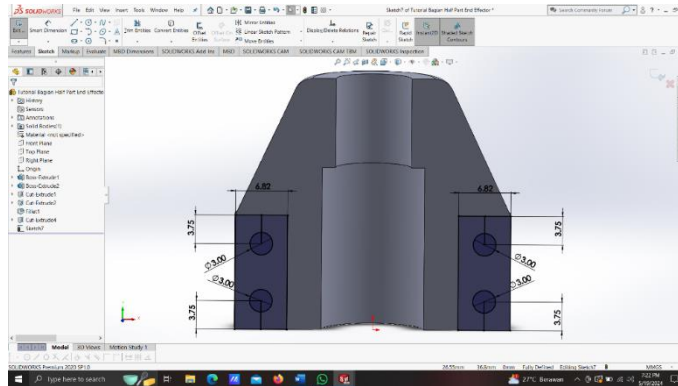 SOLIDWORKS
File Edit View Insert Tools Window Help
Sketch7 of Tutorial Bagian Half Part End Effector *
Search Community Forum
Smart Dimension
Trim Entities
Convert Entities
Offset Entities
Mirror Entities
Linear Sketch Pattern
Move Entities
Display/Delete Relations
Repair Sketch
Rapid Sketch
Instant2D
Shaded Sketch Contours
Features Sketch Markup Evaluate MBD Dimensions SOLIDWORKS Add-Ins MBD SOLIDWORKS CAM SOLIDWORKS CAM TBM SOLIDWORKS Inspection
Tutorial Bagian Half Part End Effecto
History
Sensors
Annotations
Solid Bodies(1)
Material <not specified>
Front Plane
Top Plane
Right Plane
Origin
Boss-Extrude1
Boss-Extrude2
Cut-Extrude1
Cut-Extrude2
Fillet1
Cut-Extrude4
Sketch7
6.82
6.82
3.75
3.75
Ø3.00
Ø3.00
Ø3.00
Ø3.00
3.75
3.75
Model 3D Views Motion Study 1
SOLIDWORKS Premium 2020 SP1.0
Fully Defined Editing Sketch7 MMGS
Type here to search
27°C Berawan
7:22 PM
5/19/2024